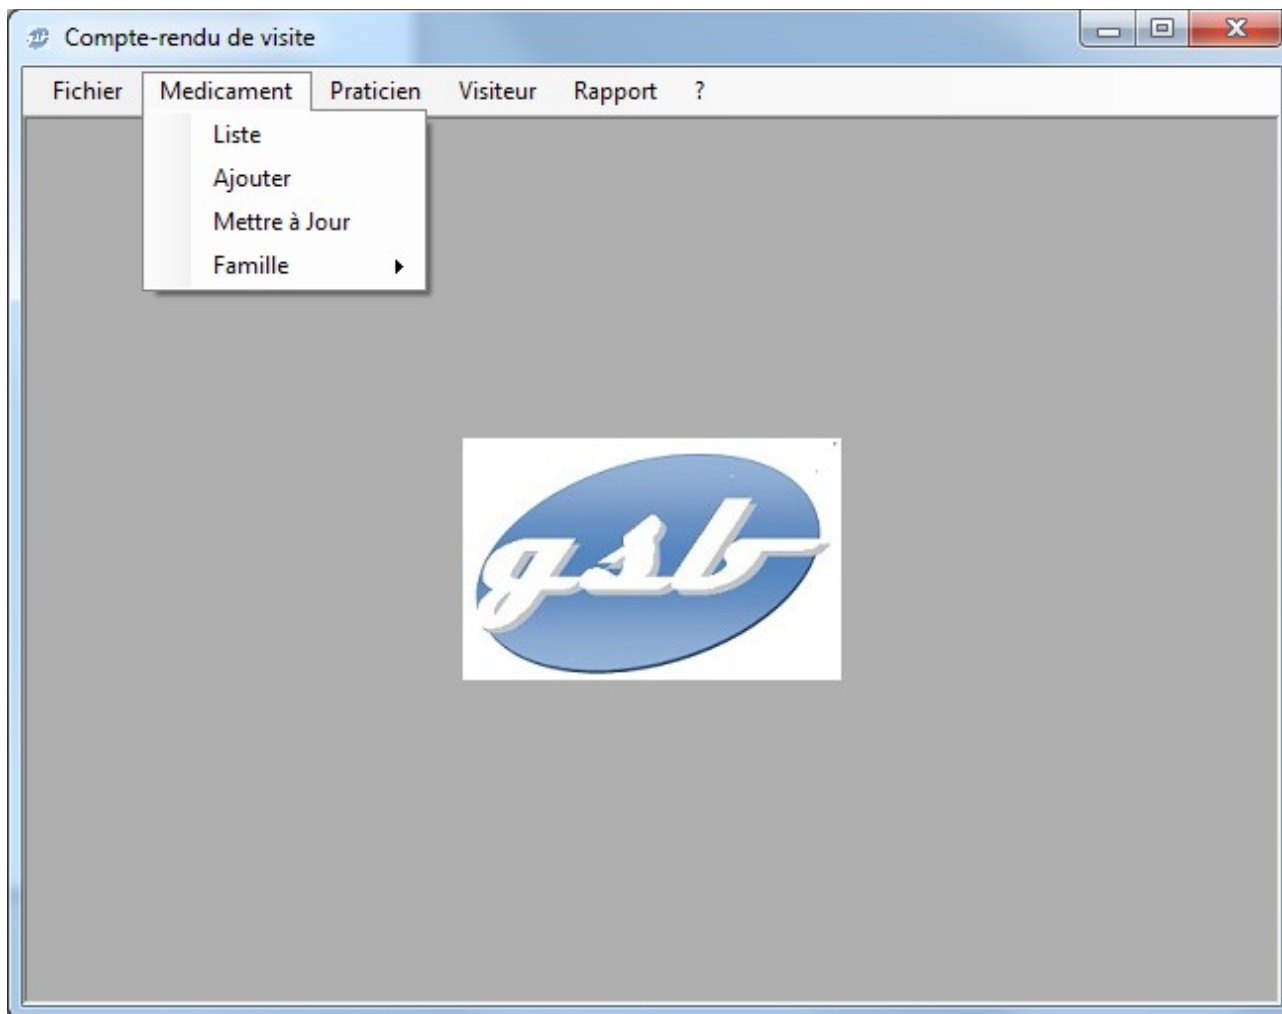 Compte-rendu de visite
Fichier Medicament Praticien Visiteur Rapport ?
Liste
Ajouter
Mettre à Jour
Famille
gsb